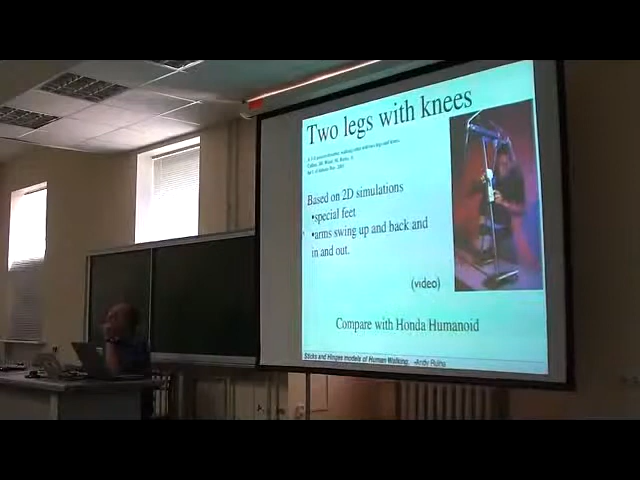 Two legs with knees
Based on 2D simulations
•special feet
•arms swing up and back and
in and out.
(video)
Compare with Honda Humanoid
Sticks and Hinges models of Human Walking. -Andy Ruina